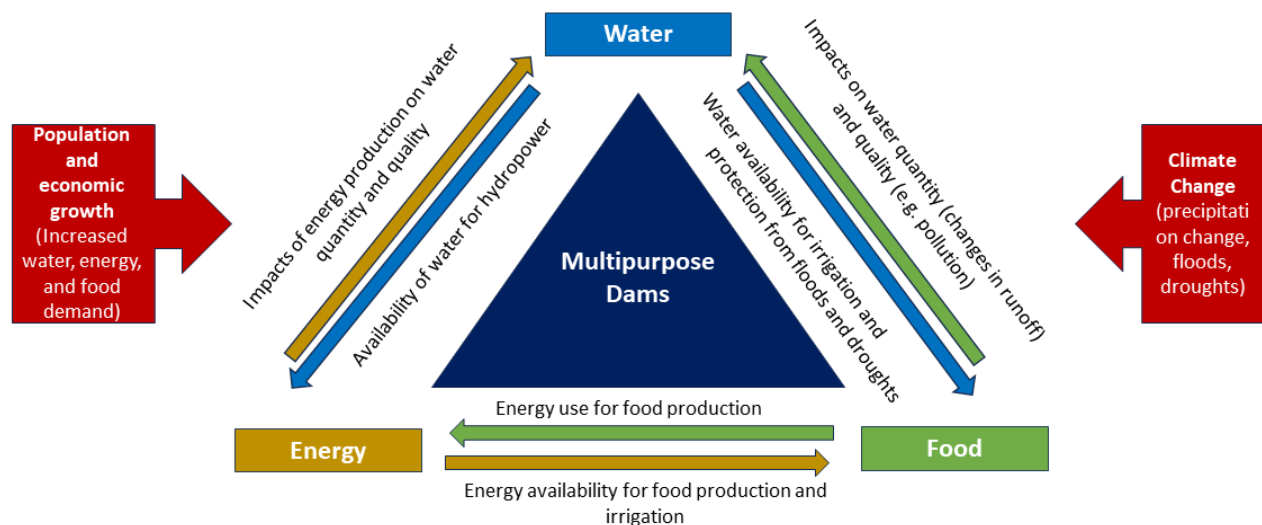 Water
Population
and
economic
growth
(Increased
water, energy,
and food
demand)
Impacts of energy production on water
quantity and quality
Availability of water for hydropower
Multipurpose
Dams
Water availability for irrigation and
protection from floods and droughts
Impacts on water quantity (changes in runoff)
and quality (e.g. pollution)
Climate
Change
(precipitati
on change,
floods,
droughts)
Energy use for food production
Energy
Food
Energy availability for food production and
irrigation